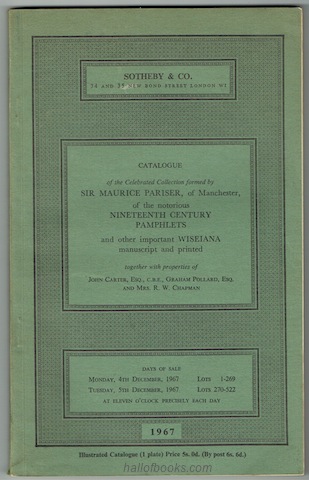 SOTHEBY & CO.
34 AND 35 NEW BOND STREET LONDON W1
CATALOGUE
of the Celebrated Collection formed by
SIR MAURICE PARISER, of Manchester,
of the notorious
NINETEENTH CENTURY
PAMPHLETS
and other important WISEIANA
manuscript and printed
together with properties of
JOHN CARTER, ESQ., C.B.E., GRAHAM POLLARD, ESQ.
AND MRS. R. W. CHAPMAN
DAYS OF SALE
MONDAY, 4TH DECEMBER, 1967 LOTS 1-269
TUESDAY, 5TH DECEMBER, 1967 LOTS 270-522
AT ELEVEN O'CLOCK PRECISELY EACH DAY
1967
Illustrated Catalogue (1 plate) Price 5s. 0d. (By post 6s. 6d.)
hallofbooks.com